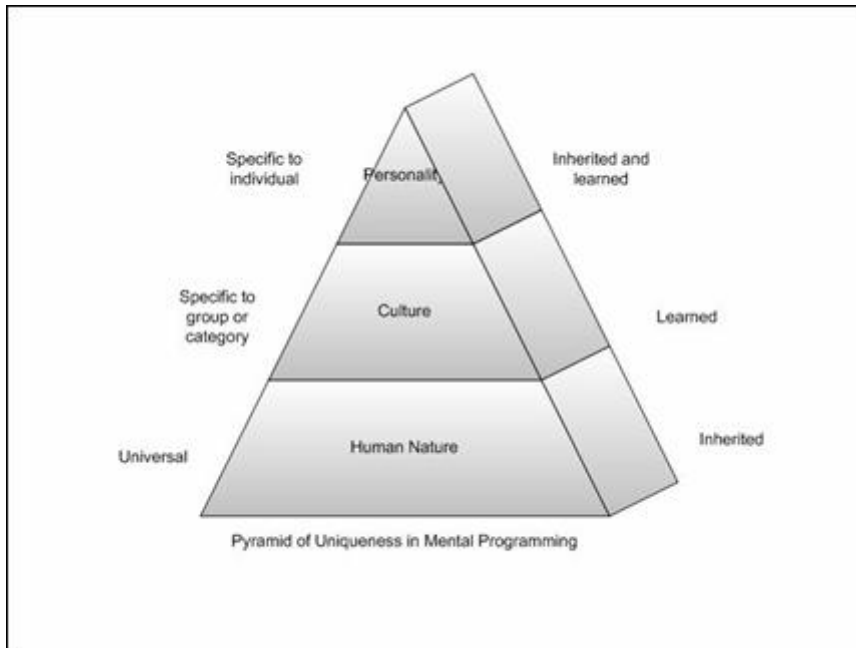 Specific to
individual
Personality
Inherited and
learned
Specific to
group or
category
Culture
Learned
Universal
Human Nature
Inherited
Pyramid of Uniqueness in Mental Programming